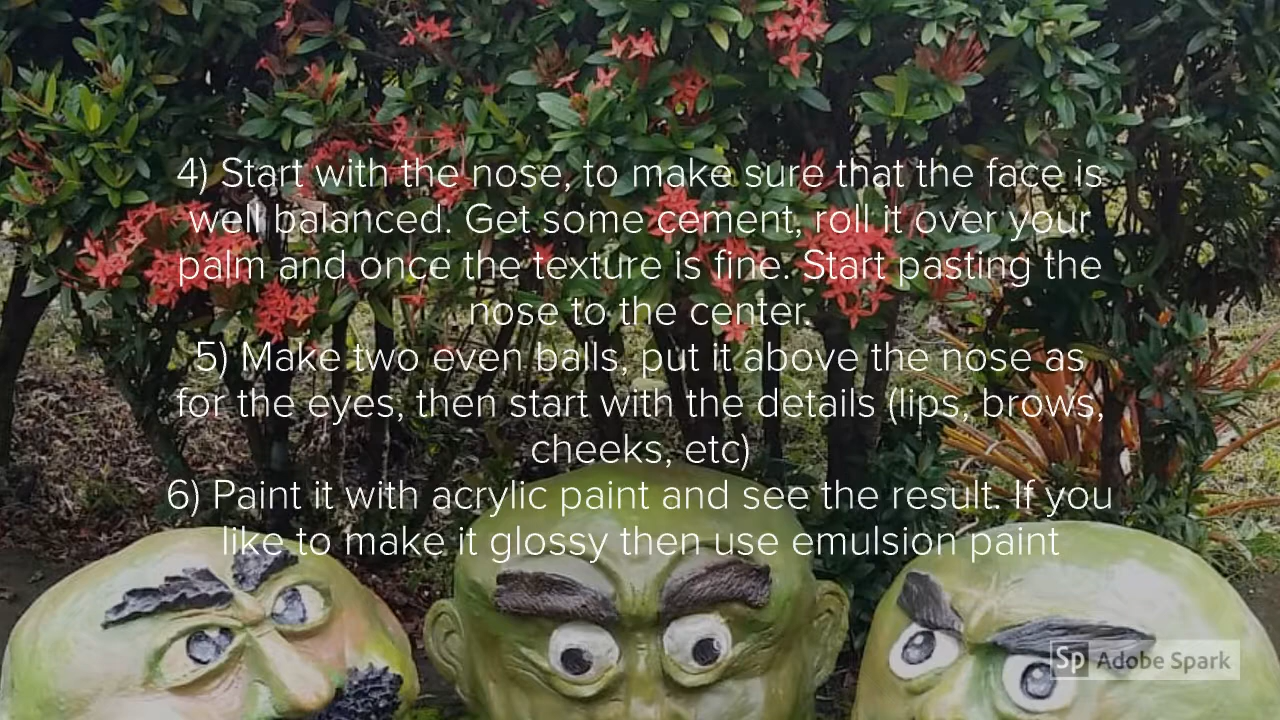 4) Start with the nose, to make sure that the face is
well balanced. Get some cement, roll it over your
palm and once the texture is fine. Start pasting the
nose to the center.
5) Make two even balls, put it above the nose as
for the eyes, then start with the details (lips, brows,
cheeks, etc)
6) Paint it with acrylic paint and see the result. If you
like to make it glossy then use emulsion paint
Sp Adobe Spark